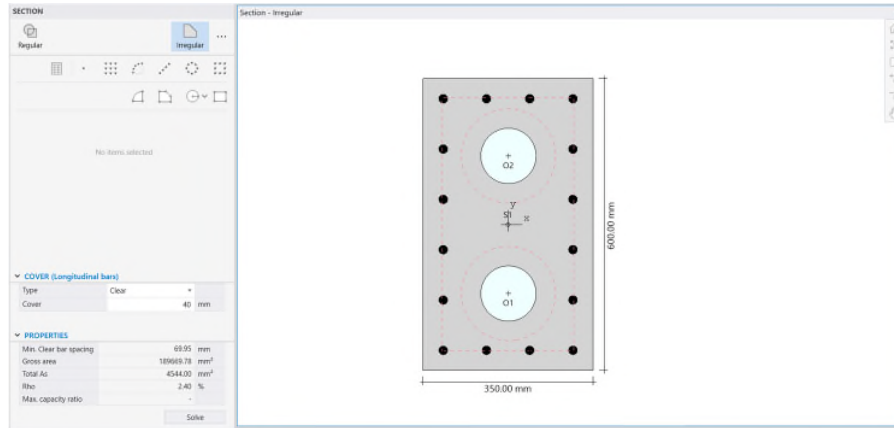 SECTION
Regular
Irregular
...
No items selected
COVER (Longitudinal bars)
Type Clear
Cover 40 mm
PROPERTIES
Min. Clear bar spacing 69.95 mm
Gross area 189669.78 mm²
Total As 4544.00 mm²
Rho 2.40 %
Max. capacity ratio -
Solve
Section - Irregular
O2
y
S1 x
O1
600.00 mm
350.00 mm